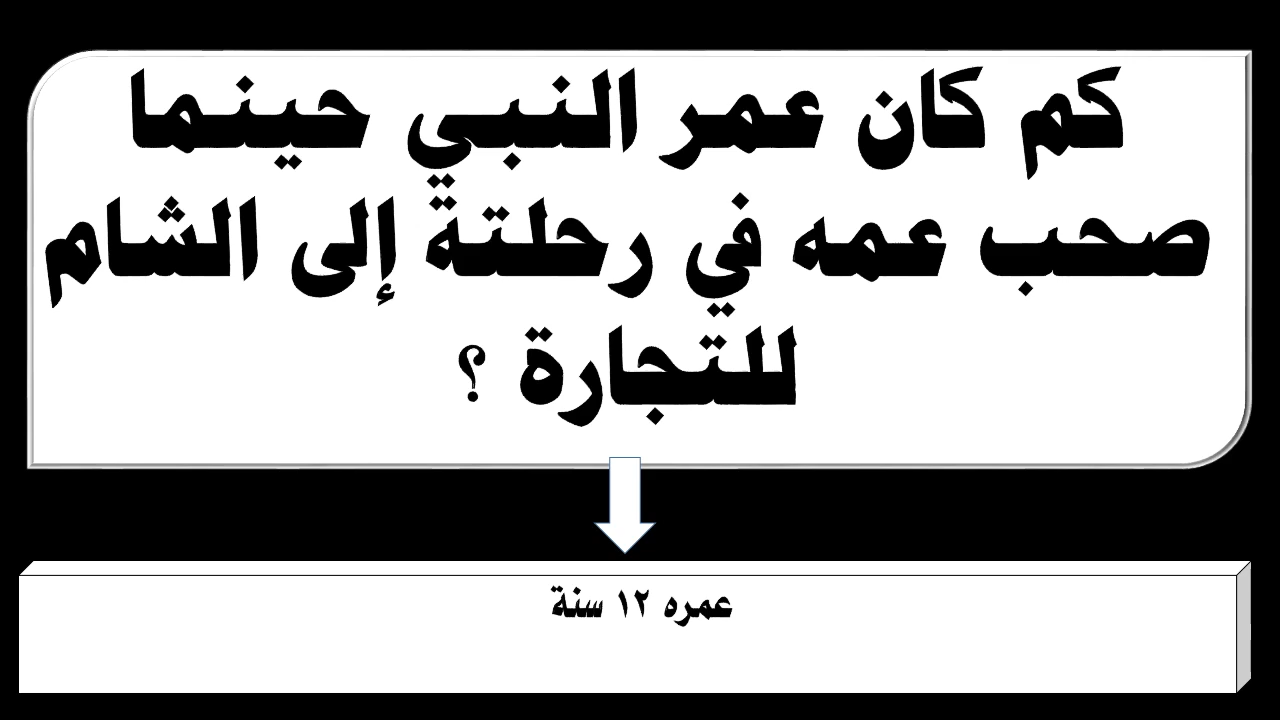 كم كان عمر النبي حينما
صحب عمه في رحلتة إلى الشام
للتجارة ؟
عمره ١٢ سنة